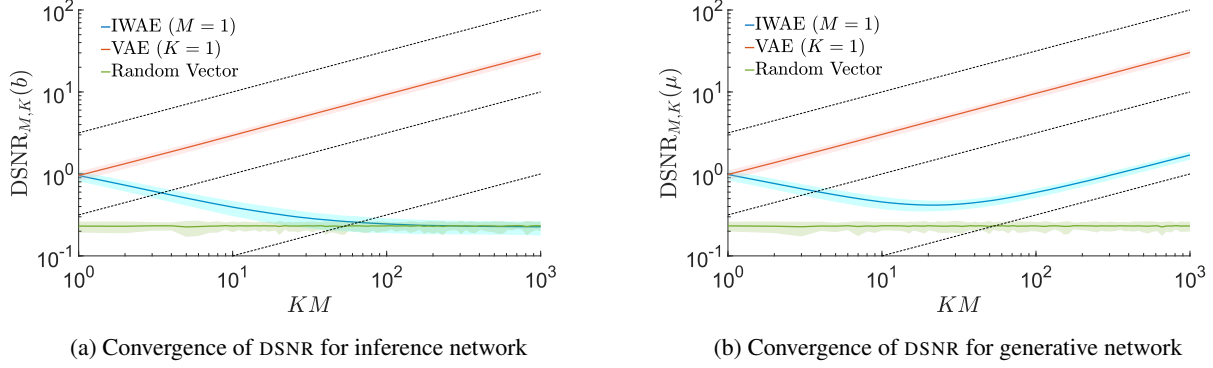 10^2
10^1
10^0
10^-1
DSNR_{M,K}(b)
IWAE (M = 1)
VAE (K = 1)
Random Vector
10^0
10^1
10^2
10^3
KM
(a) Convergence of DSNR for inference network
10^2
10^1
10^0
10^-1
DSNR_{M,K}(μ)
IWAE (M = 1)
VAE (K = 1)
Random Vector
10^0
10^1
10^2
10^3
KM
(b) Convergence of DSNR for generative network